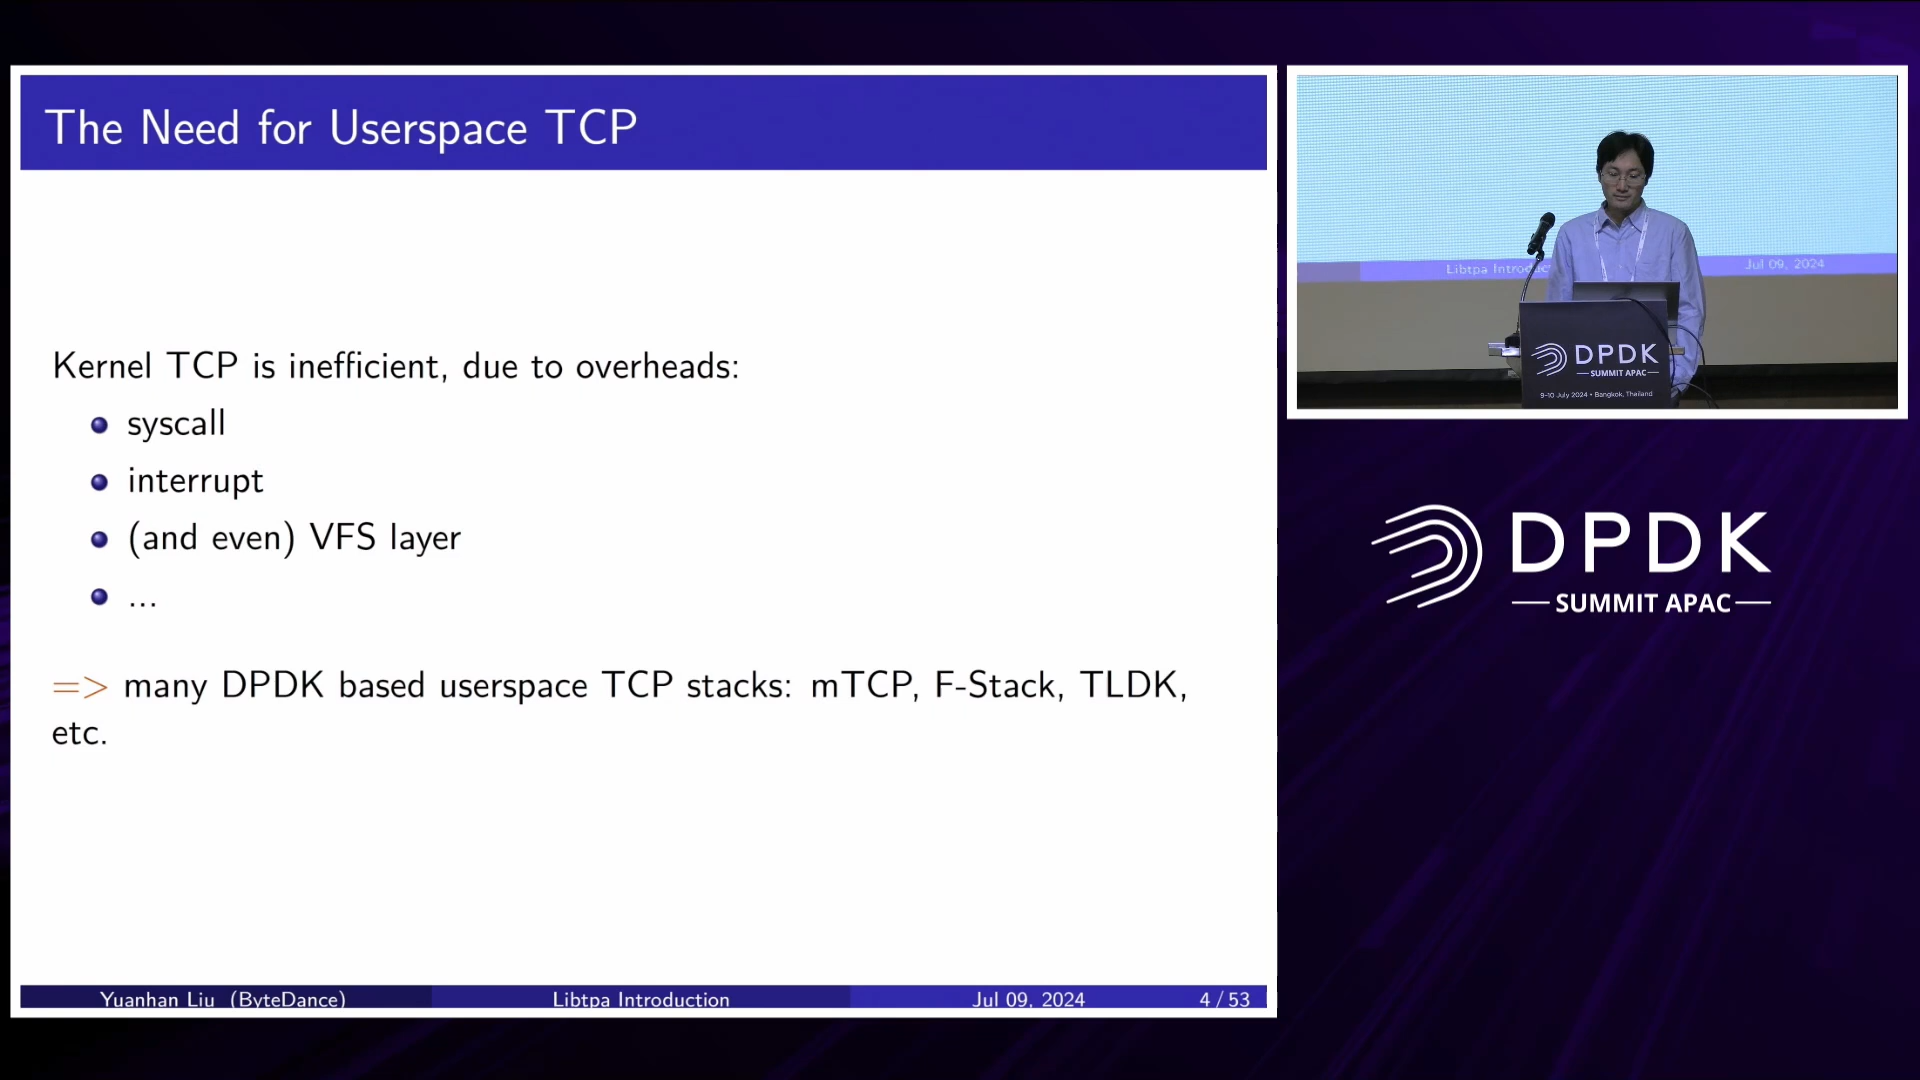 The Need for Userspace TCP
Kernel TCP is inefficient, due to overheads:
syscall
interrupt
(and even) VFS layer
...
=> many DPDK based userspace TCP stacks: mTCP, F-Stack, TLDK,
etc.
Yuanhan Liu (ByteDance) Libtpa Introduction Jul 09, 2024 4 / 53
Libtpa Introduc Jul 09, 2024
DPDK
SUMMIT APAC
9-10 July 2024 • Bangkok, Thailand
DPDK
SUMMIT APAC